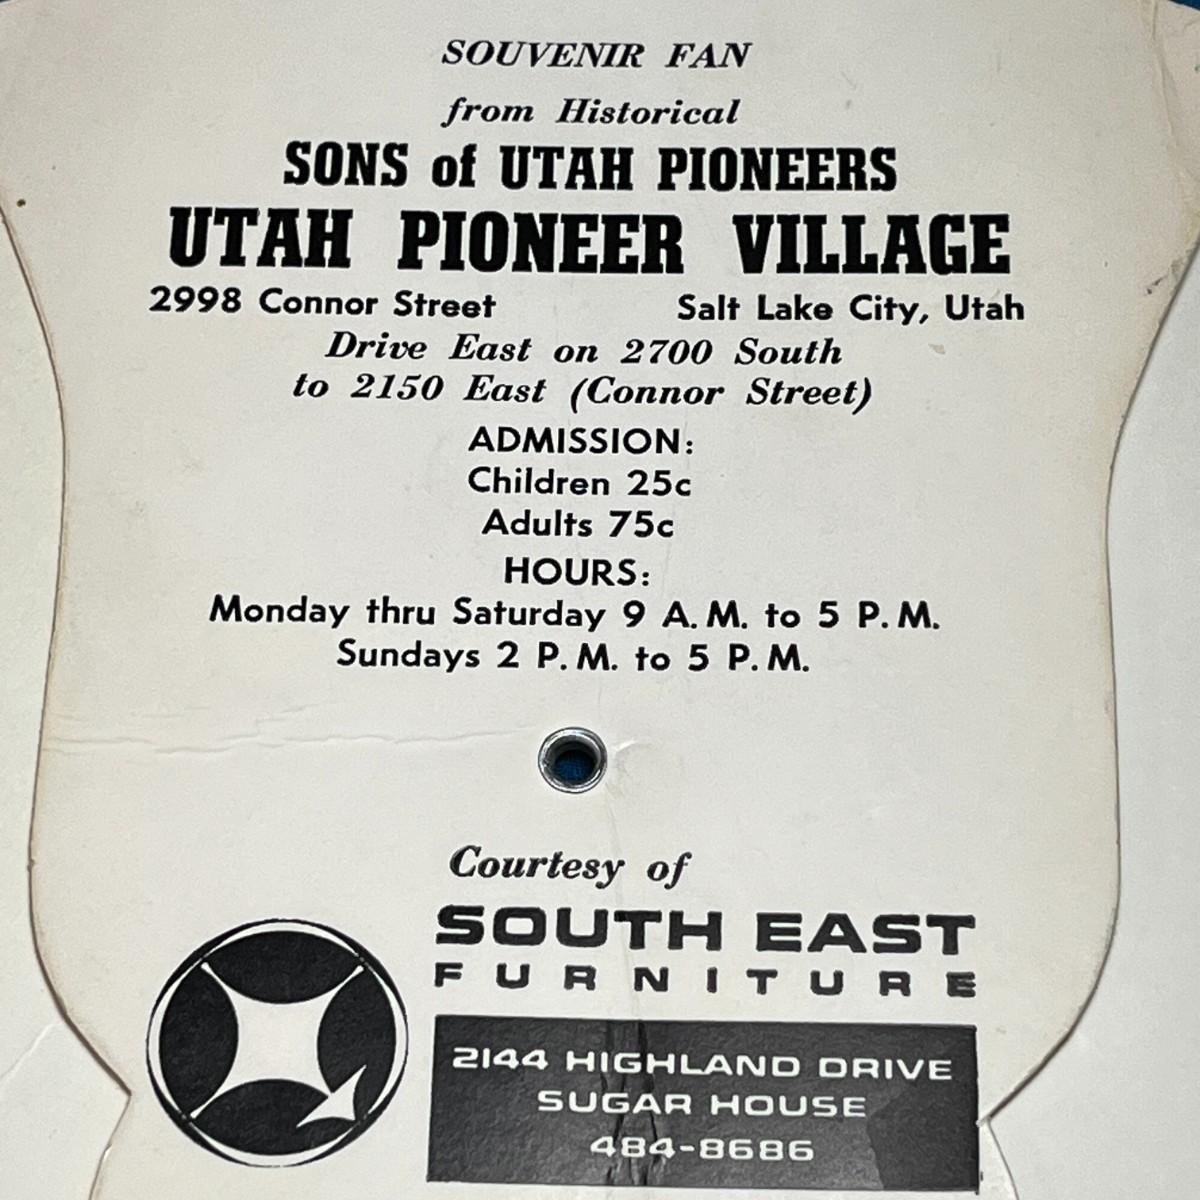 SOUVENIR FAN
from Historical
SONS of UTAH PIONEERS
UTAH PIONEER VILLAGE
2998 Connor Street Salt Lake City, Utah
Drive East on 2700 South
to 2150 East (Connor Street)
ADMISSION:
Children 25c
Adults 75c
HOURS:
Monday thru Saturday 9 A.M. to 5 P.M.
Sundays 2 P.M. to 5 P.M.
Courtesy of
SOUTH EAST
FURNITURE
2144 HIGHLAND DRIVE
SUGAR HOUSE
484-8686